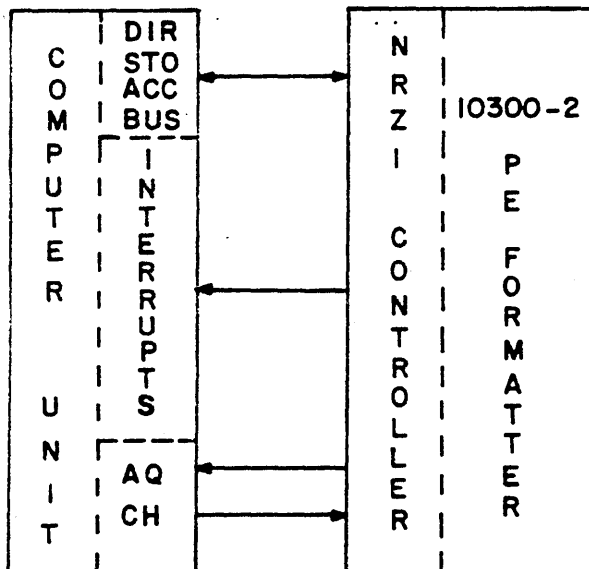 COMPUTER UNIT
DIR
STO
ACC
BUS
INTERRUPTS
AQ
CH
NRZI CONTROLLER
10300-2
PE FORMATTER